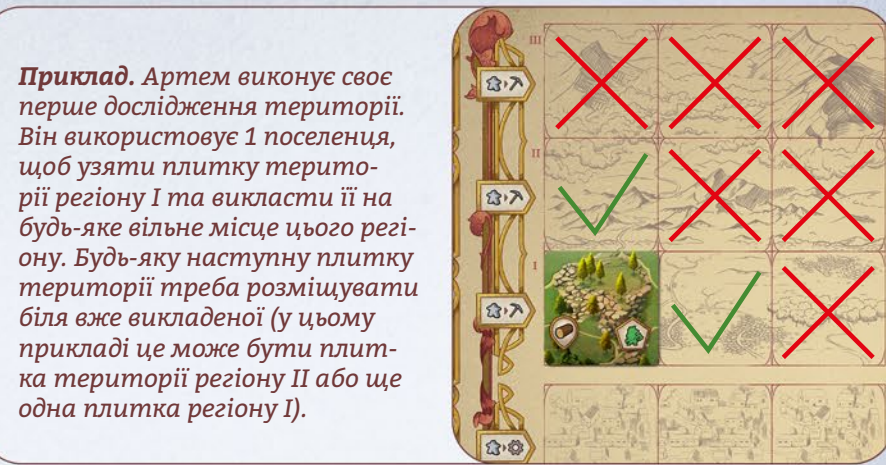 Приклад. Артем виконує своє
перше дослідження території.
Він використовує 1 поселенця,
щоб узяти плитку терито-
рії регіону I та викласти її на
будь-яке вільне місце цього регі-
ону. Будь-яку наступну плитку
території треба розміщувати
біля вже викладеної (у цьому
прикладі це може бути плит-
ка території регіону II або ще
одна плитка регіону I).
III
II
I